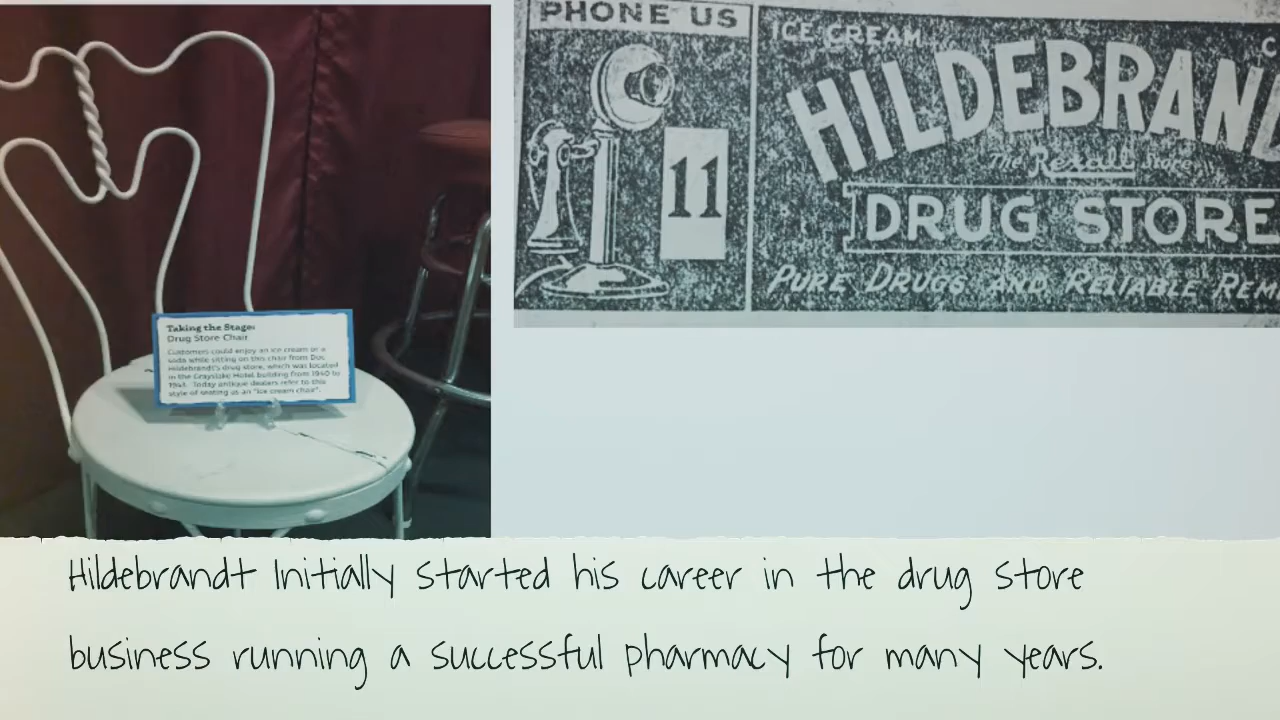 Taking the Stage:
Drug Store Chair
Customers could enjoy an ice cream or a
soda while sitting on this chair from Doc
Hildebrandt's drug store, which was located
in the Grayslake Hotel building from 1940 to
Today antique dealers refer to this
style of seating as an "ice cream chair".
PHONE US
11
ICE CREAM
C
HILDEBRAND
The Rexall Store
DRUG STORE
PURE DRUGS AND RELIABLE REM
Hildebrandt Initially started his career in the drug store
business running a successful pharmacy for many years.